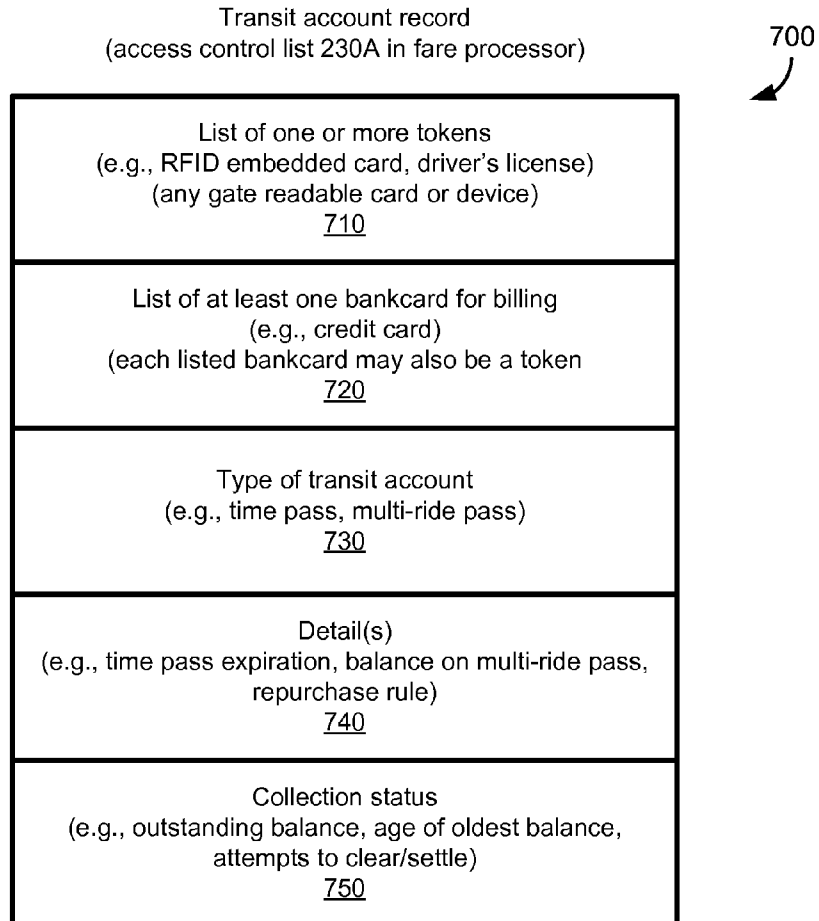 Transit account record
(access control list 230A in fare processor)
700
List of one or more tokens
(e.g., RFID embedded card, driver's license)
(any gate readable card or device)
710
List of at least one bankcard for billing
(e.g., credit card)
(each listed bankcard may also be a token
720
Type of transit account
(e.g., time pass, multi-ride pass)
730
Detail(s)
(e.g., time pass expiration, balance on multi-ride pass,
repurchase rule)
740
Collection status
(e.g., outstanding balance, age of oldest balance,
attempts to clear/settle)
750